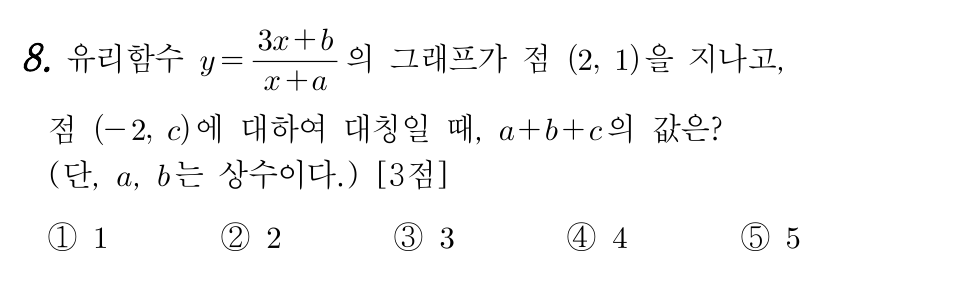 8. 유리함수 y=\frac{3x+b}{x+a}의 그래프가 점 (2, 1)을 지나고,
점 (−2, c)에 대하여 대칭일 때, a+b+c의 값은?
(단, a, b는 상수이다.) [3점]
① 1 ② 2 ③ 3 ④ 4 ⑤ 5